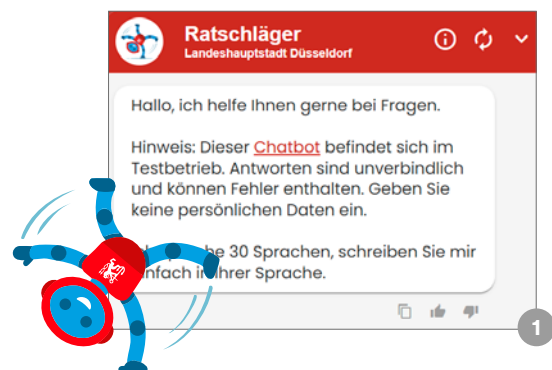 Ratschläger
Landeshauptstadt Düsseldorf
Hallo, ich helfe Ihnen gerne bei Fragen.
Hinweis: Dieser Chatbot befindet sich im
Testbetrieb. Antworten sind unverbindlich
und können Fehler enthalten. Geben Sie
keine persönlichen Daten ein.
30 Sprachen, schreiben Sie mir
einfach in Ihrer Sprache.
1